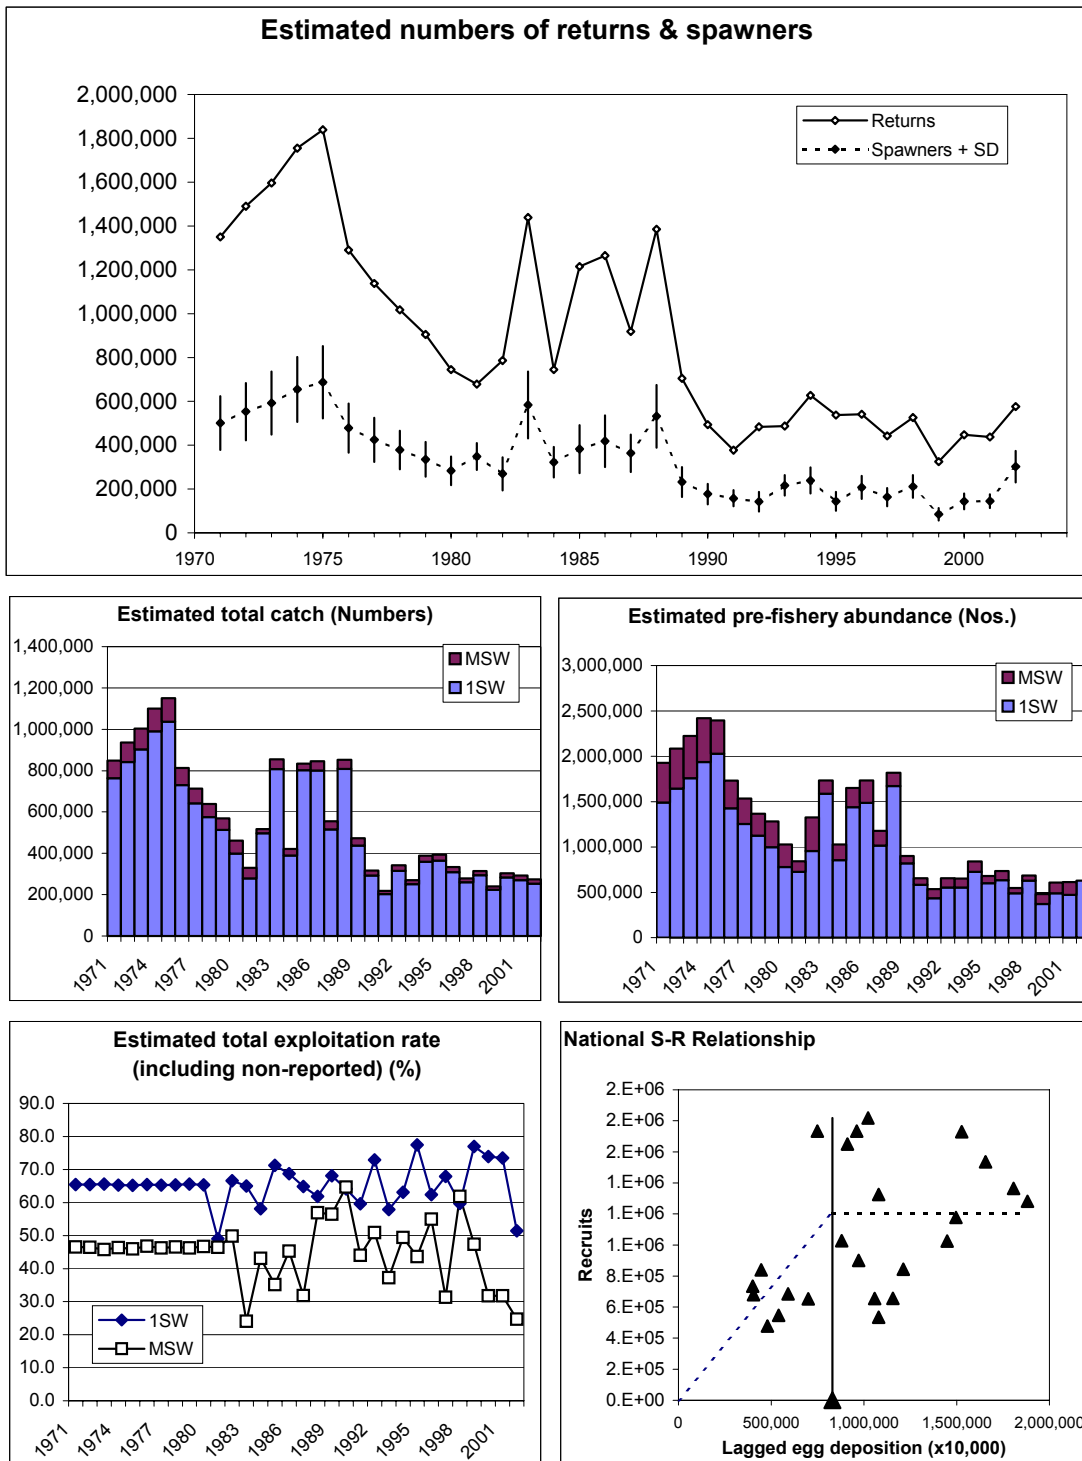 Estimated numbers of returns & spawners
2,000,000
1,800,000
1,600,000
1,400,000
1,200,000
1,000,000
800,000
600,000
400,000
200,000
0
Returns
Spawners + SD
1970 1975 1980 1985 1990 1995 2000
Estimated total catch (Numbers)
1,400,000
1,200,000
1,000,000
800,000
600,000
400,000
200,000
0
MSW
1SW
1971 1974 1977 1980 1983 1986 1989 1992 1995 1998 2001
Estimated pre-fishery abundance (Nos.)
3,000,000
2,500,000
2,000,000
1,500,000
1,000,000
500,000
0
MSW
1SW
1971 1974 1977 1980 1983 1986 1989 1992 1995 1998 2001
Estimated total exploitation rate
(including non-reported) (%)
90.0
80.0
70.0
60.0
50.0
40.0
30.0
20.0
10.0
0.0
1SW
MSW
1971 1974 1977 1980 1983 1986 1989 1992 1995 1998 2001
National S-R Relationship
Recruits
2.E+06
2.E+06
2.E+06
1.E+06
1.E+06
1.E+06
8.E+05
6.E+05
4.E+05
2.E+05
0.E+00
0 500,000 1,000,000 1,500,000 2,000,000
Lagged egg deposition (x10,000)